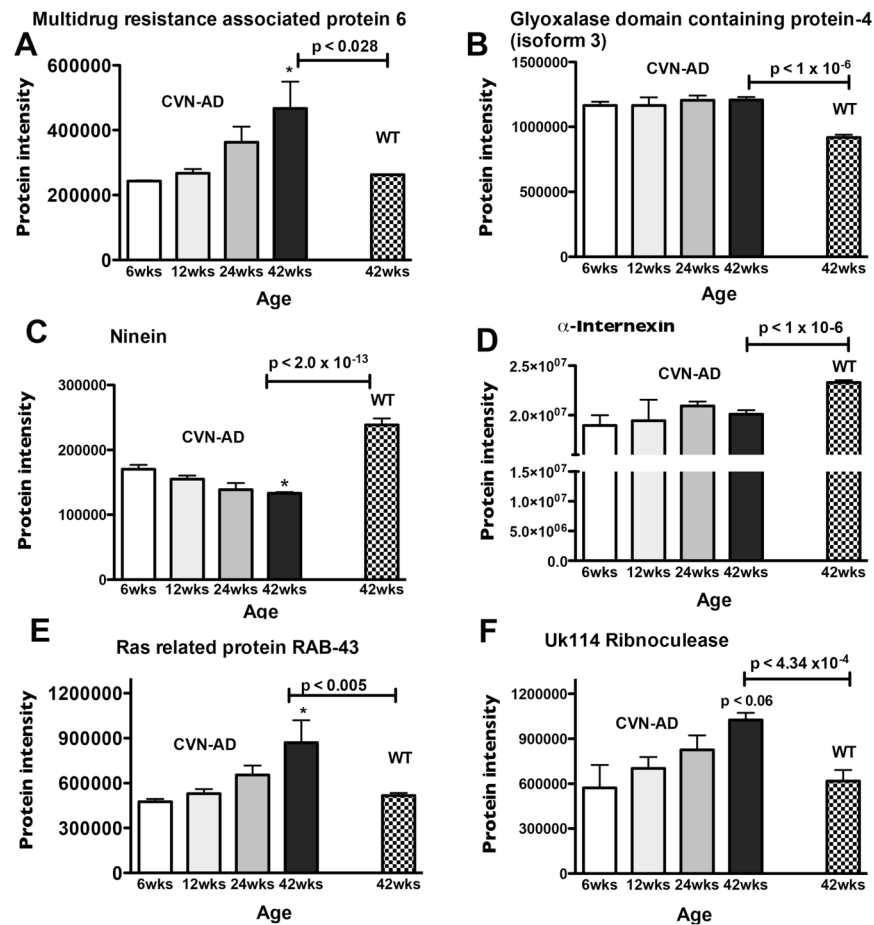 Multidrug resistance associated protein 6
A
p < 0.028
600000
CVN-AD
*
400000
WT
200000
0
Protein intensity
6wks 12wks 24wks 42wks 42wks
Age
Glyoxalase domain containing protein-4
(isoform 3)
B
CVN-AD
p < 1 x 10-6
1500000
WT
1000000
500000
0
Protein intensity
6wks 12wks 24wks 42wks 42wks
Age
C
Ninein
p < 2.0 x 10-13
300000
WT
CVN-AD
200000
*
100000
0
Protein intensity
6wks 12wks 24wks 42wks 42wks
Age
D
α-Internexin
p < 1 x 10-6
2.5×1007
WT
CVN-AD
2.0×1007
1.5×1007
1.0×1007
5.0×1006
0.0
Protein intensity
6wks 12wks 24wks 42wks 42wks
Age
E
Ras related protein RAB-43
1200000
p < 0.005
*
900000
CVN-AD
WT
600000
300000
0
Protein intensity
6wks 12wks 24wks 42wks 42wks
Age
F
Uk114 Ribnoculease
p < 4.34 x10-4
1200000
p < 0.06
CVN-AD
WT
900000
600000
300000
0
Protein intensity
6wks 12wks 24wks 42wks 42wks
Age